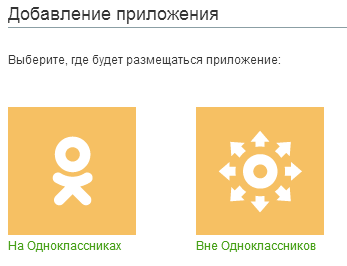 Добавление приложения
Выберите, где будет размещаться приложение:
На Одноклассниках
Вне Одноклассников